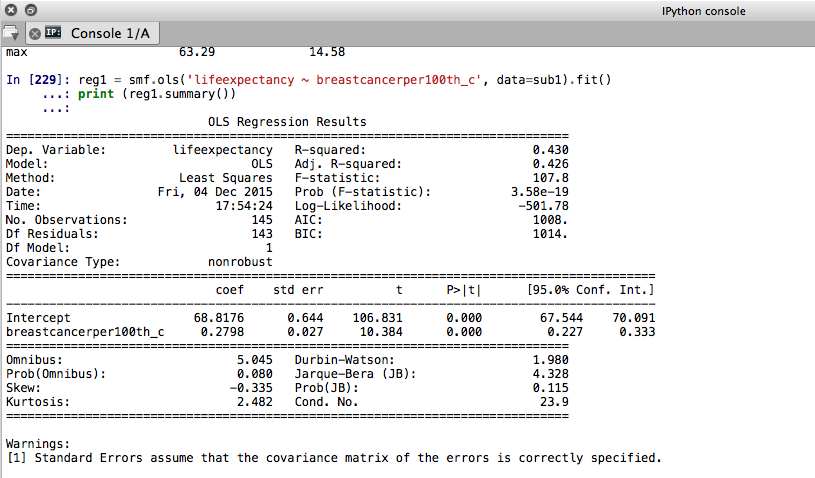 IPython console
IP: Console 1/A
max 63.29 14.58
In [229]: reg1 = smf.ols('lifeexpectancy ~ breastcancerper100th_c', data=sub1).fit()
...: print (reg1.summary())
...:
OLS Regression Results
==============================================================================
Dep. Variable: lifeexpectancy R-squared: 0.430
Model: OLS Adj. R-squared: 0.426
Method: Least Squares F-statistic: 107.8
Date: Fri, 04 Dec 2015 Prob (F-statistic): 3.58e-19
Time: 17:54:24 Log-Likelihood: -501.78
No. Observations: 145 AIC: 1008.
Df Residuals: 143 BIC: 1014.
Df Model: 1
Covariance Type: nonrobust
==========================================================================================
coef std err t P>|t| [95.0% Conf. Int.]
------------------------------------------------------------------------------------------
Intercept 68.8176 0.644 106.831 0.000 67.544 70.091
breastcancerper100th_c 0.2798 0.027 10.384 0.000 0.227 0.333
==============================================================================
Omnibus: 5.045 Durbin-Watson: 1.980
Prob(Omnibus): 0.080 Jarque-Bera (JB): 4.328
Skew: -0.335 Prob(JB): 0.115
Kurtosis: 2.482 Cond. No. 23.9
==============================================================================
Warnings:
[1] Standard Errors assume that the covariance matrix of the errors is correctly specified.